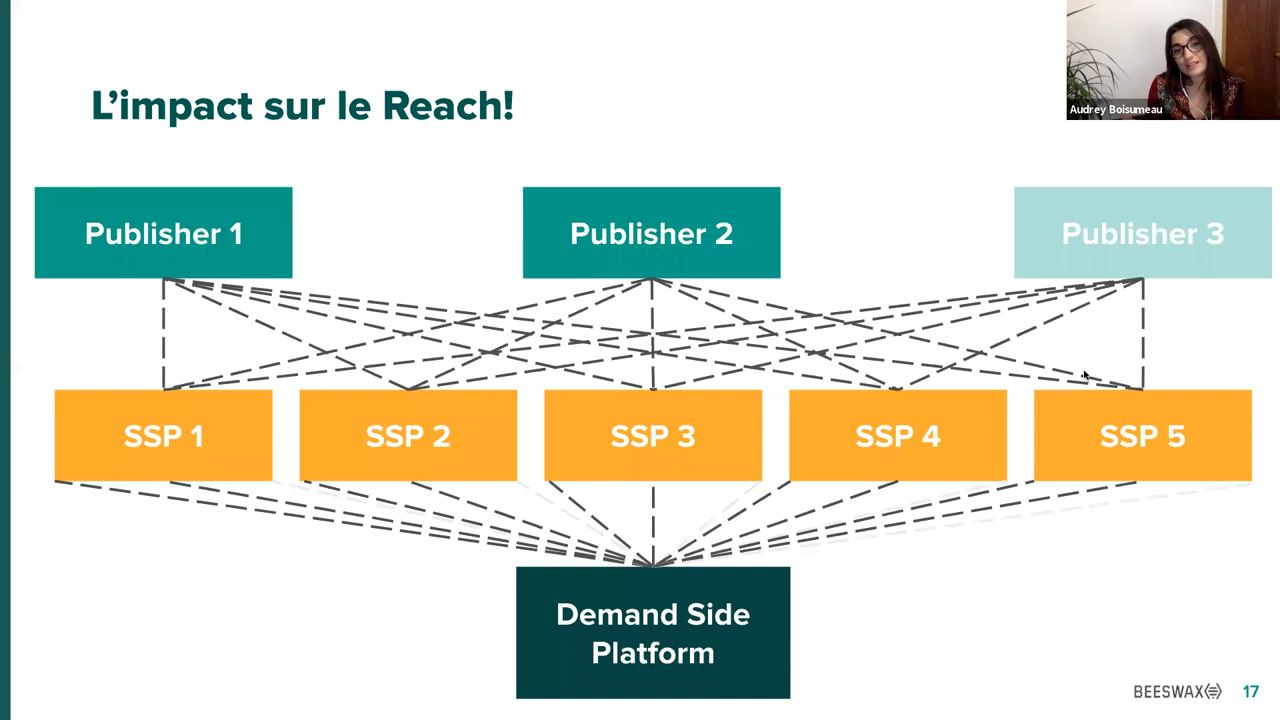 Audrey Boisumeau
L'impact sur le Reach!
Publisher 1
Publisher 2
Publisher 3
SSP 1
SSP 2
SSP 3
SSP 4
SSP 5
Demand Side
Platform
BEESWAX
17